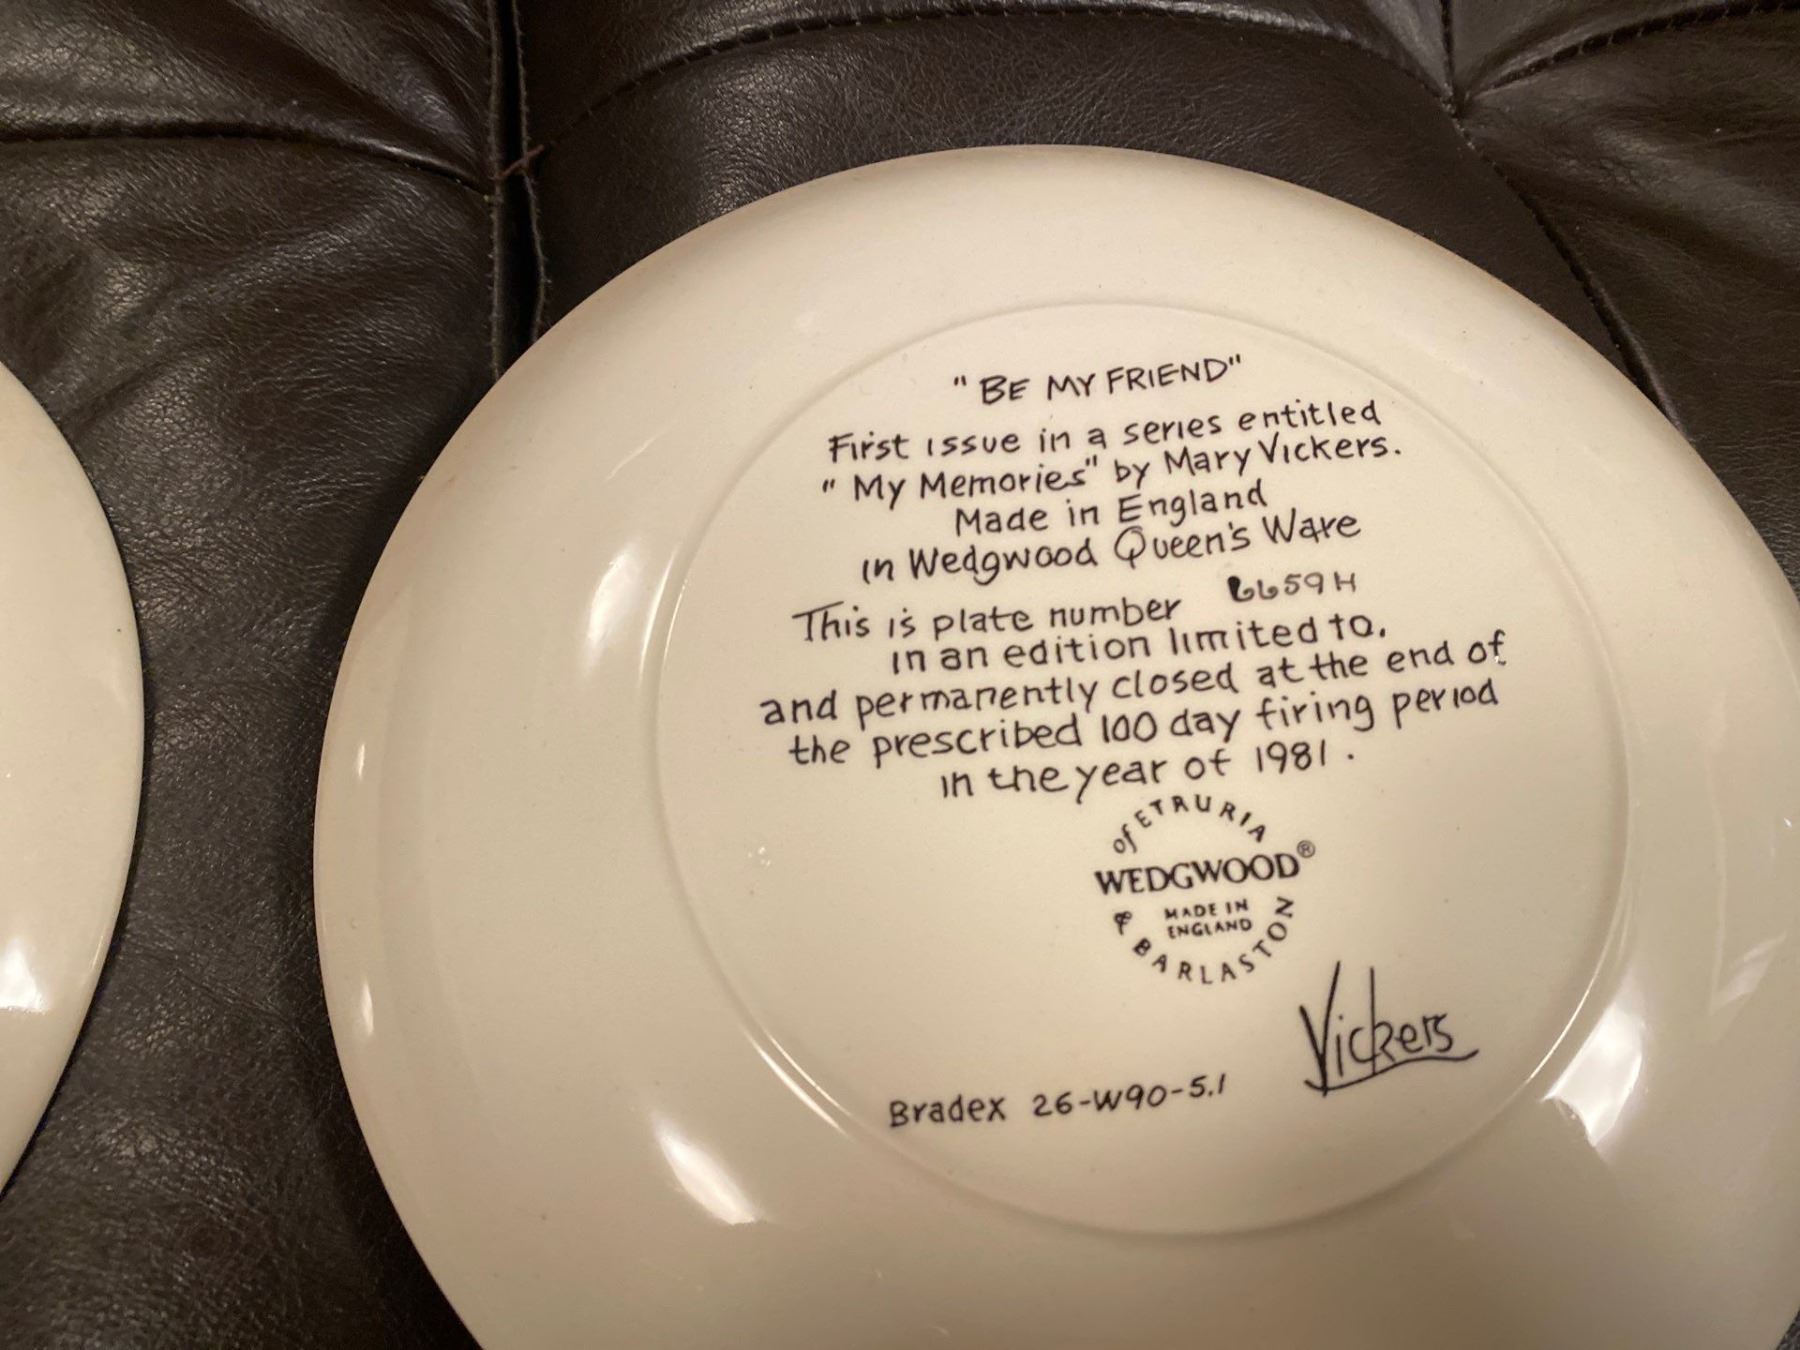 "BE MY FRIEND"
First issue in a series entitled
"My Memories" by Mary Vickers.
Made in England
in Wedgwood Queen's Ware
This is plate number 6659H
in an edition limited to,
and permanently closed at the end of
the prescribed 100 day firing period
in the year of 1981.
of ETRURIA
WEDGWOOD®
MADE IN
ENGLAND
& BARLASTON
Vickers
Bradex 26-W90-5.1